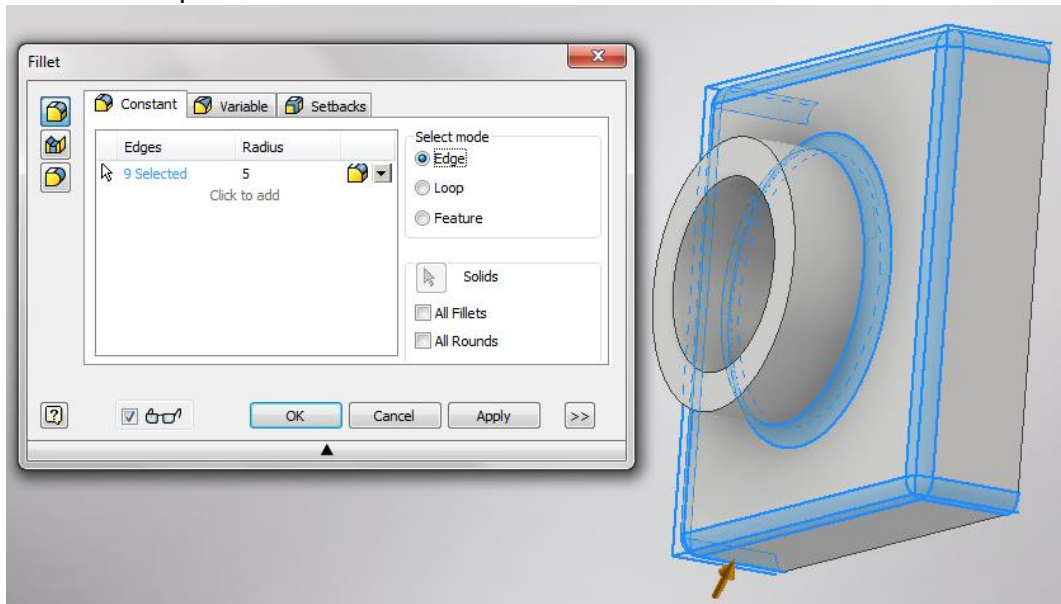 Fillet
Constant Variable Setbacks
Edges Radius
9 Selected 5
Click to add
Select mode
Edge
Loop
Feature
Solids
All Fillets
All Rounds
OK Cancel Apply >>